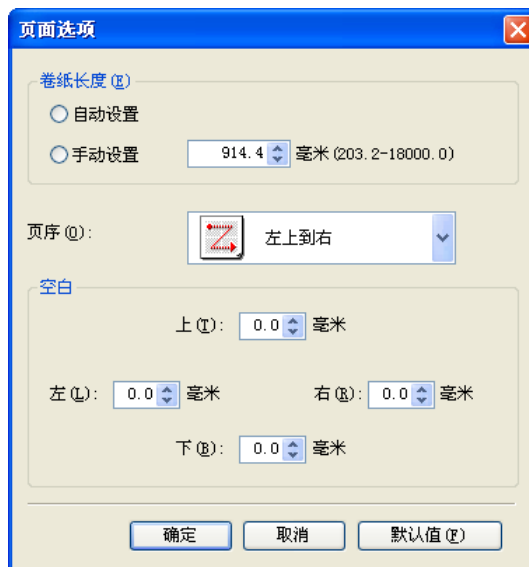 页面选项
卷纸长度(E)
自动设置
手动设置 914.4 毫米(203.2-18000.0)
页序(O): 左上到右
空白
上(T): 0.0 毫米
左(L): 0.0 毫米 右(R): 0.0 毫米
下(B): 0.0 毫米
确定 取消 默认值(F)